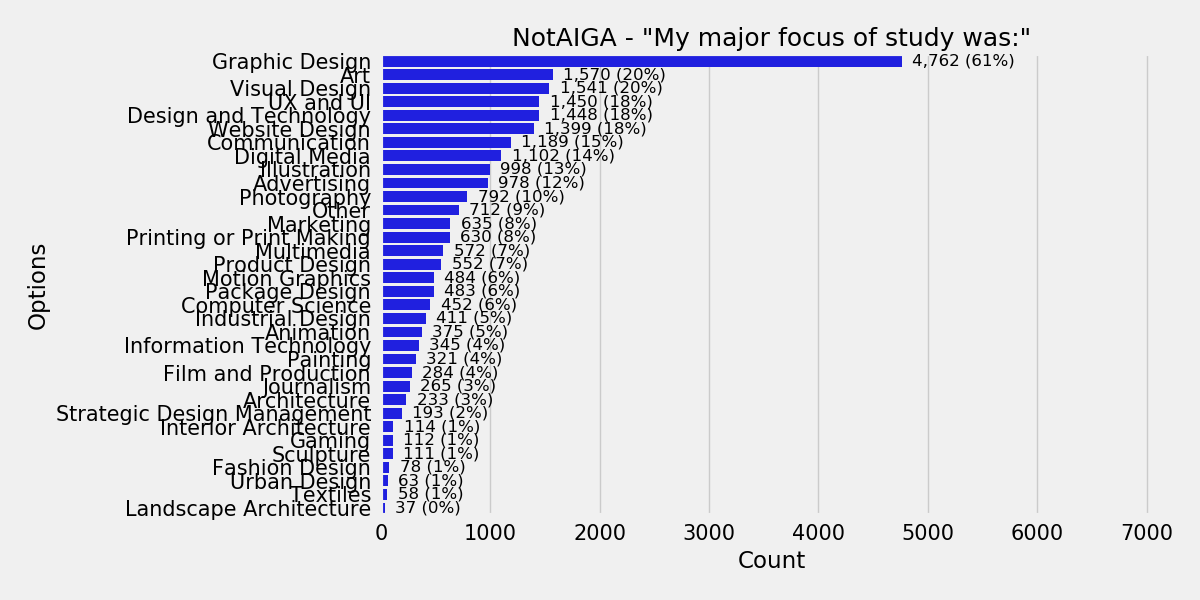 NotAIGA - "My major focus of study was:"
Graphic Design 4,762 (61%)
Art 1,570 (20%)
Visual Design 1,541 (20%)
UX and UI 1,450 (18%)
Design and Technology 1,448 (18%)
Website Design 1,399 (18%)
Communication 1,189 (15%)
Digital Media 1,102 (14%)
Illustration 998 (13%)
Advertising 978 (12%)
Photography 792 (10%)
Other 712 (9%)
Marketing 635 (8%)
Printing or Print Making 630 (8%)
Multimedia 572 (7%)
Product Design 552 (7%)
Motion Graphics 484 (6%)
Package Design 483 (6%)
Computer Science 452 (6%)
Industrial Design 411 (5%)
Animation 375 (5%)
Information Technology 345 (4%)
Painting 321 (4%)
Film and Production 284 (4%)
Journalism 265 (3%)
Architecture 233 (3%)
Strategic Design Management 193 (2%)
Interior Architecture 114 (1%)
Gaming 112 (1%)
Sculpture 111 (1%)
Fashion Design 78 (1%)
Urban Design 63 (1%)
Textiles 58 (1%)
Landscape Architecture 37 (0%)
Options
0 1000 2000 3000 4000 5000 6000 7000
Count